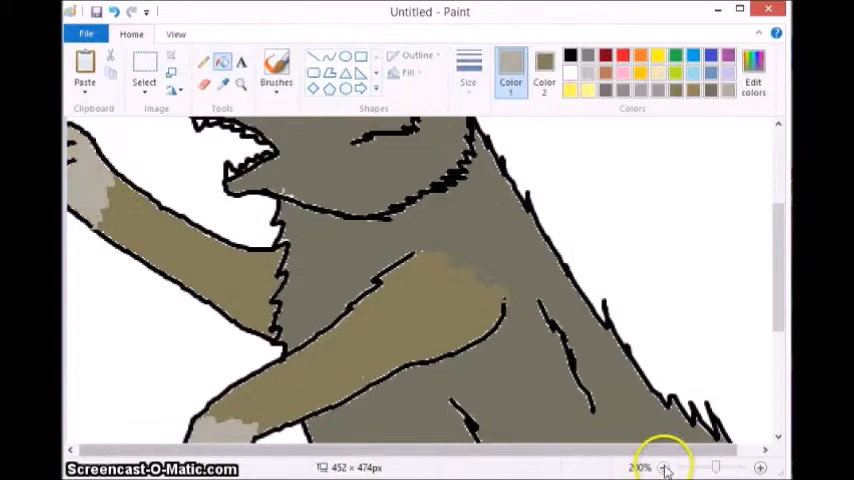 Untitled - Paint
File Home View
Paste
Select
Brushes
Outline
Fill
Size
Color 1
Color 2
Edit colors
Clipboard Image Tools Shapes Colors
452 × 474px
200%
Screencast-O-Matic.com